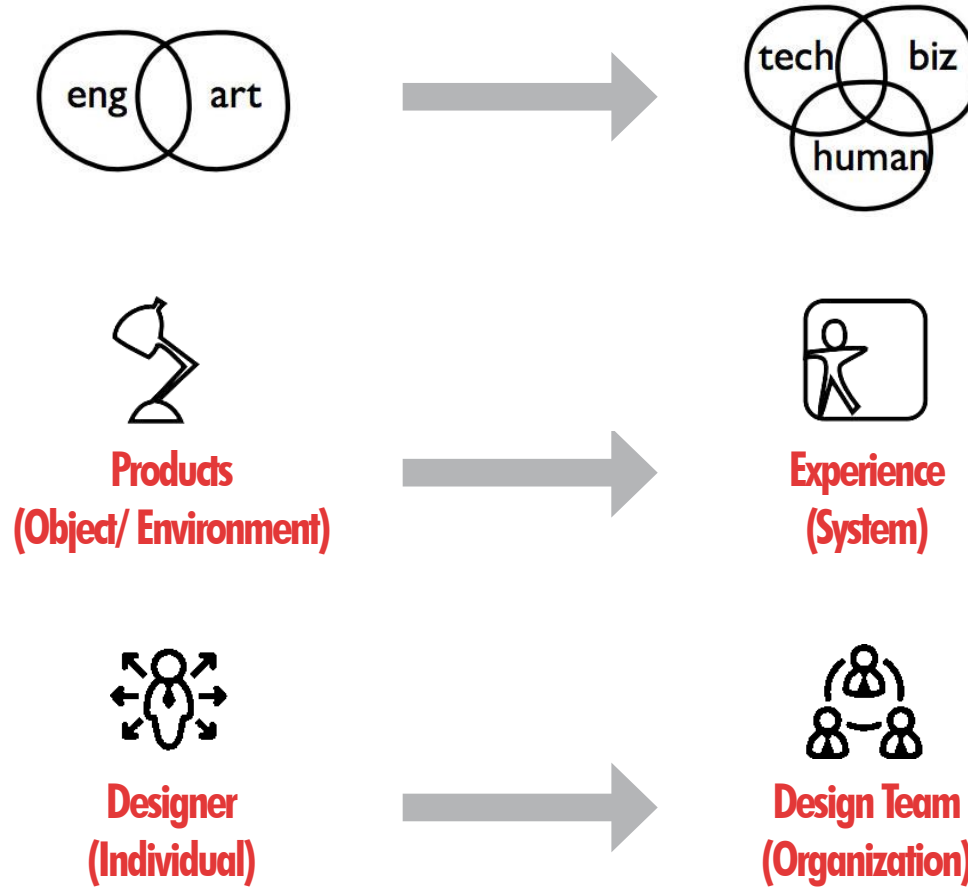 eng art
tech biz
human
Products
(Object/ Environment)
Experience
(System)
Designer
(Individual)
Design Team
(Organization)